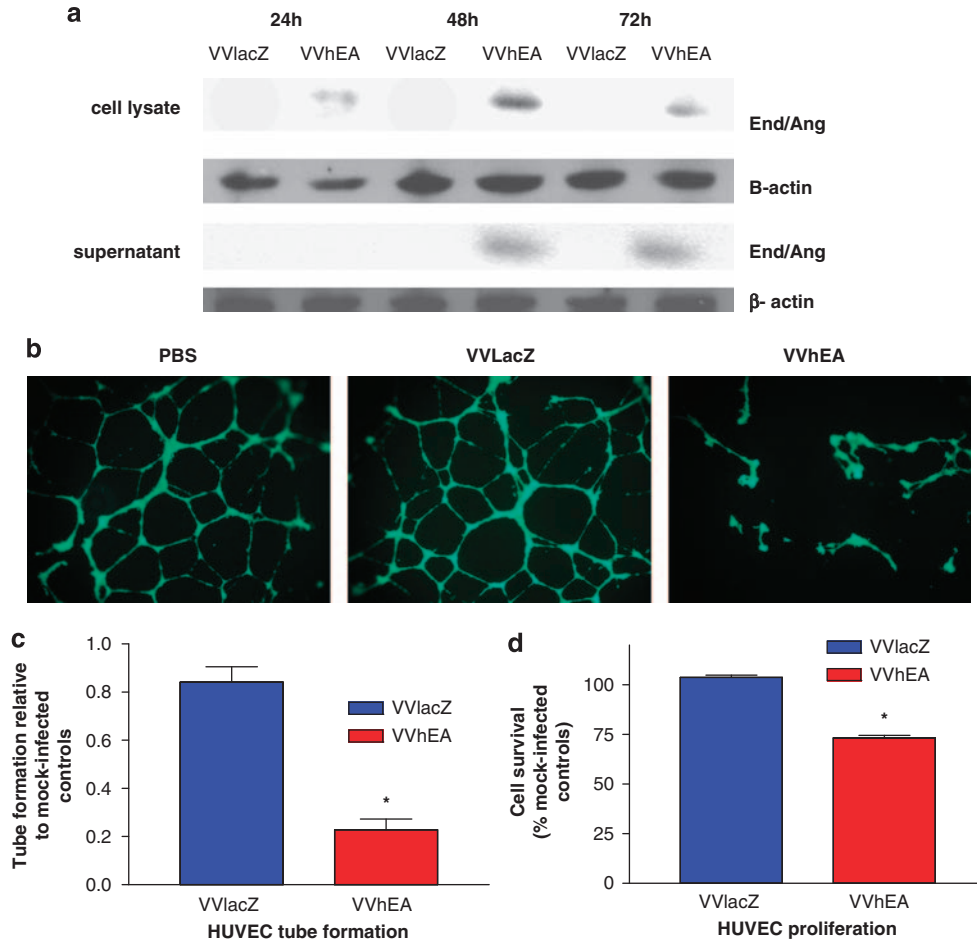 a
24h 48h 72h
VVlacZ VVhEA VVlacZ VVhEA VVlacZ VVhEA
cell lysate
End/Ang
B-actin
supernatant End/Ang
β- actin
b
PBS VVLacZ VVhEA
c
Tube formation relative
to mock-infected
controls
1.0
0.8
0.6
0.4
0.2
0.0
VVlacZ
VVhEA
*
VVlacZ VVhEA
HUVEC tube formation
d
Cell survival
(% mock-infected
controls)
100
75
50
25
0
VVlacZ
VVhEA
*
VVlacZ VVhEA
HUVEC proliferation